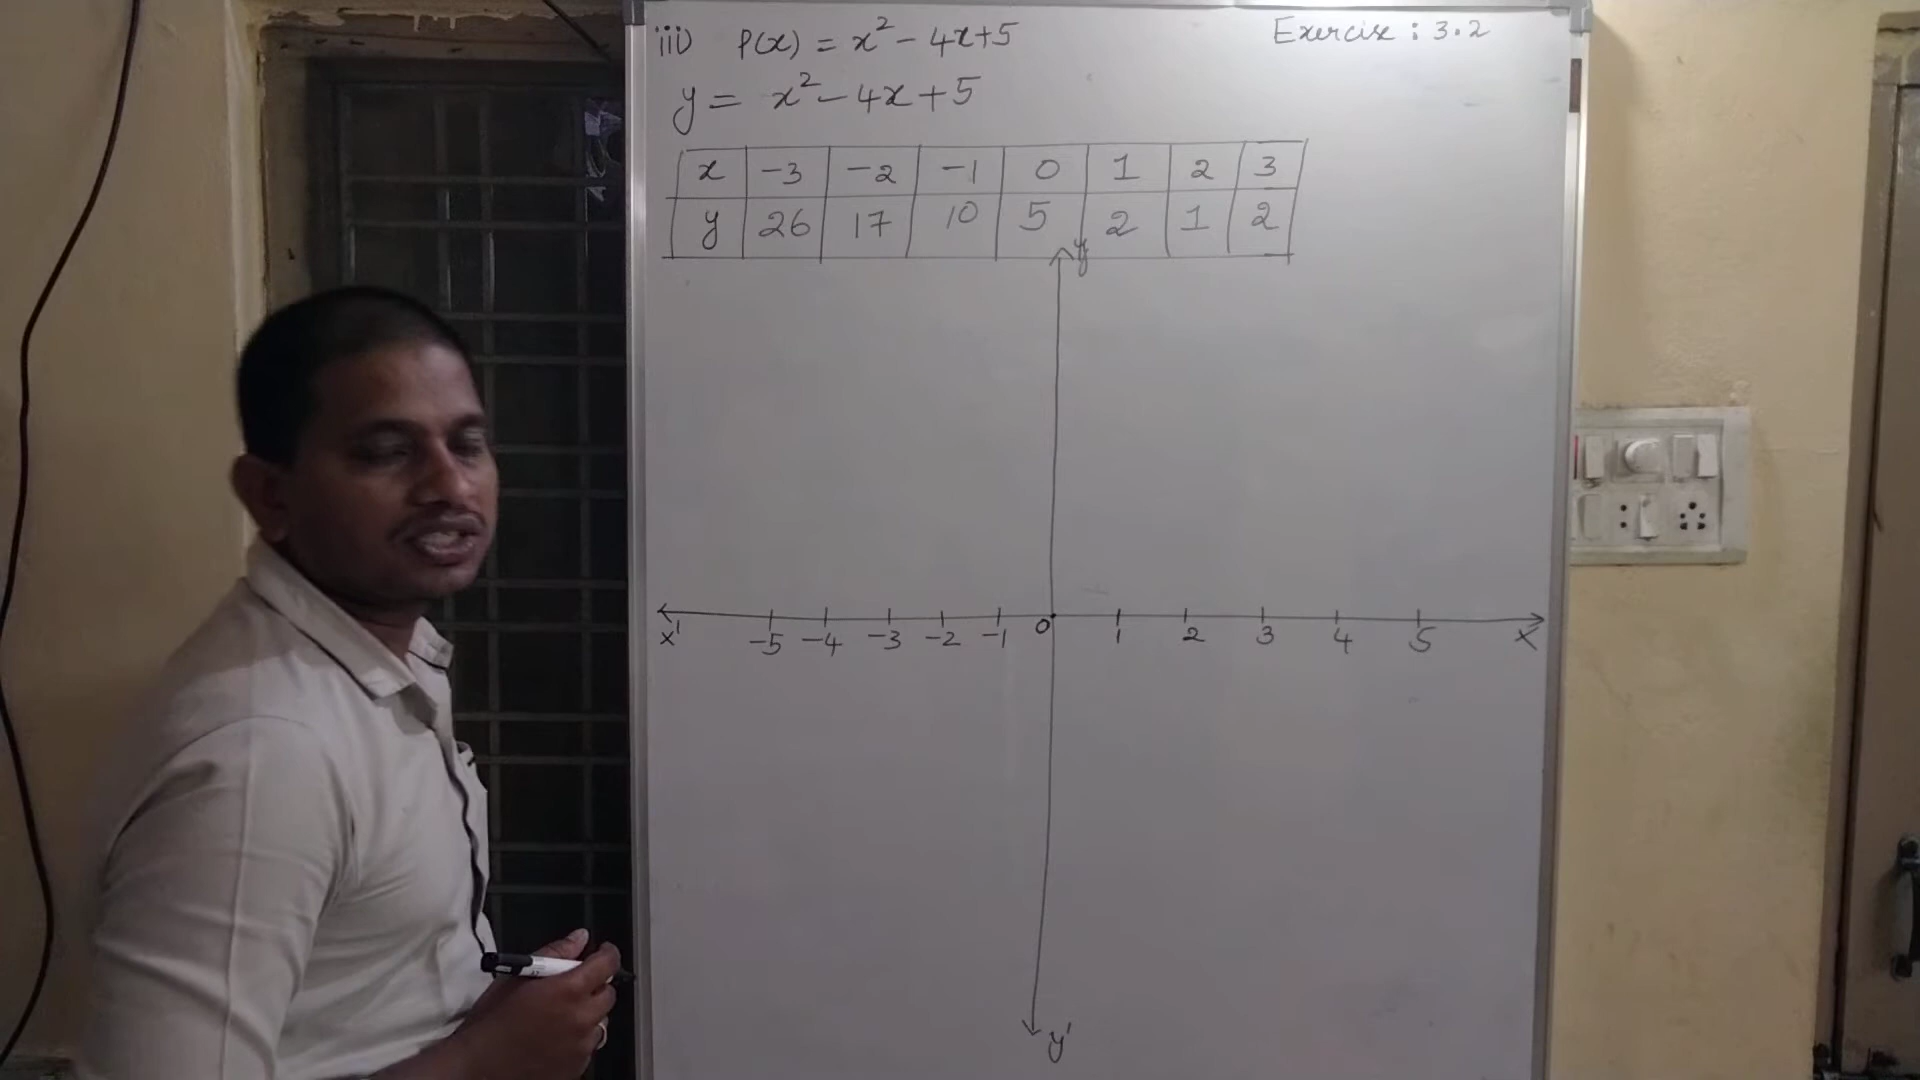 iii) P(x) = x² - 4x+5 Exercise : 3.2
y = x² - 4x + 5
x -3 -2 -1 0 1 2 3
y 26 17 10 5 2 1 2
y
x' -5 -4 -3 -2 -1 0 1 2 3 4 5 x
y'